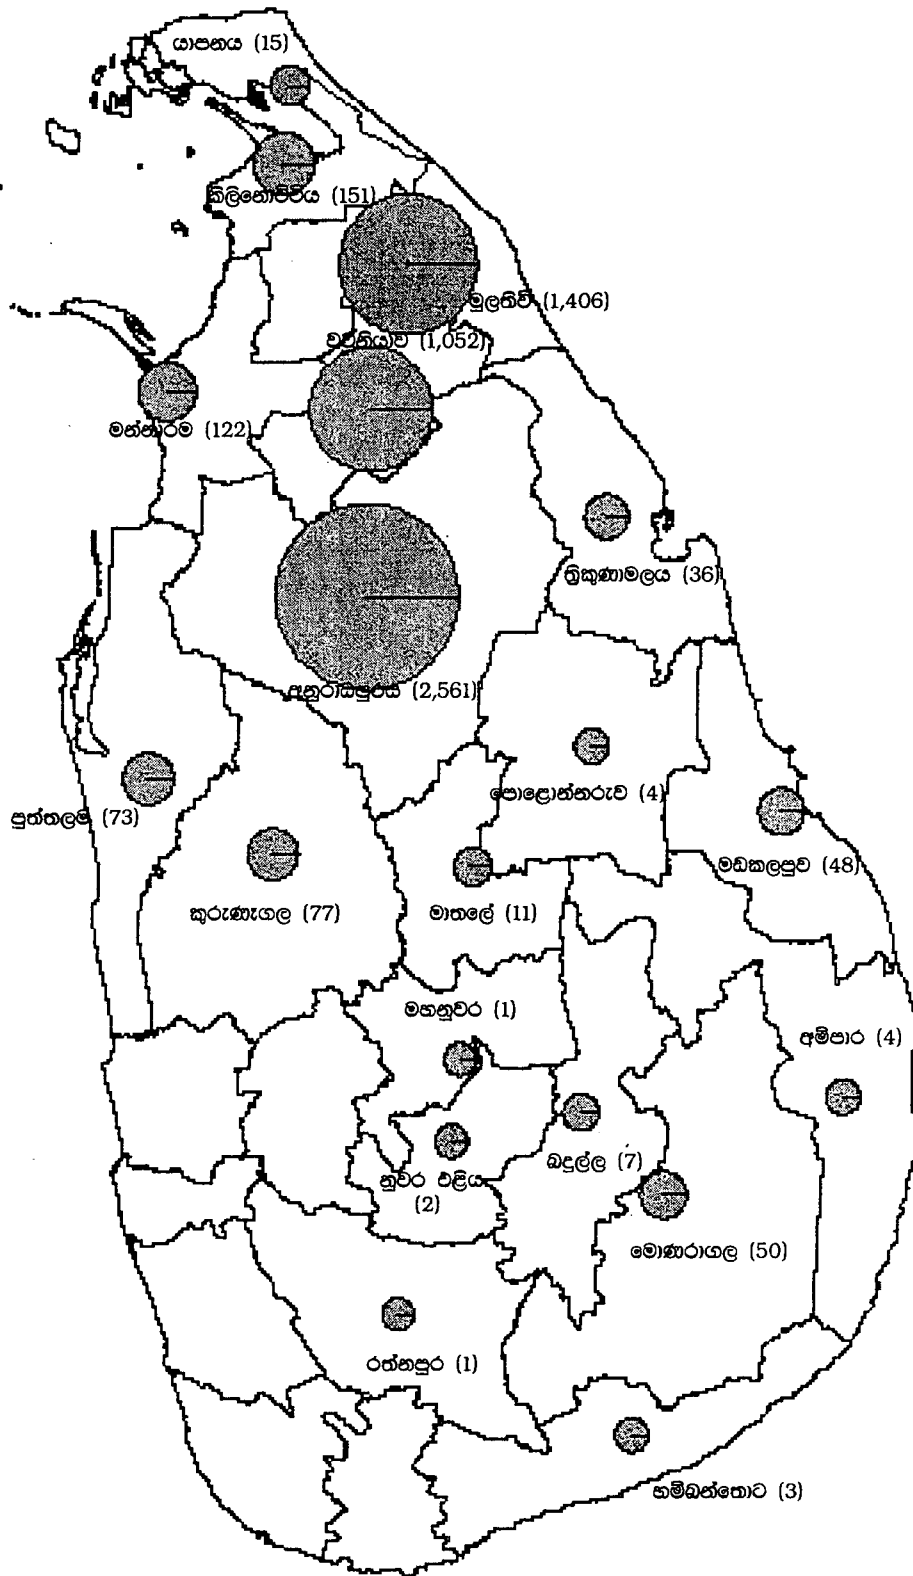 යාපනය (15)
කිලිනොච්චිය (151)
මුලතිව් (1,406)
වවුනියාව (1,052)
මන්නාරම (122)
ත්‍රිකුණාමලය (36)
අනුරාධපුරය (2,561)
පොළොන්නරුව (4)
පුත්තලම (73)
මඩකලපුව (48)
කුරුණෑගල (77)
මාතලේ (11)
මහනුවර (1)
අම්පාර (4)
බදුල්ල (7)
නුවර එළිය
(2)
මොණරාගල (50)
රත්නපුර (1)
හම්බන්තොට (3)